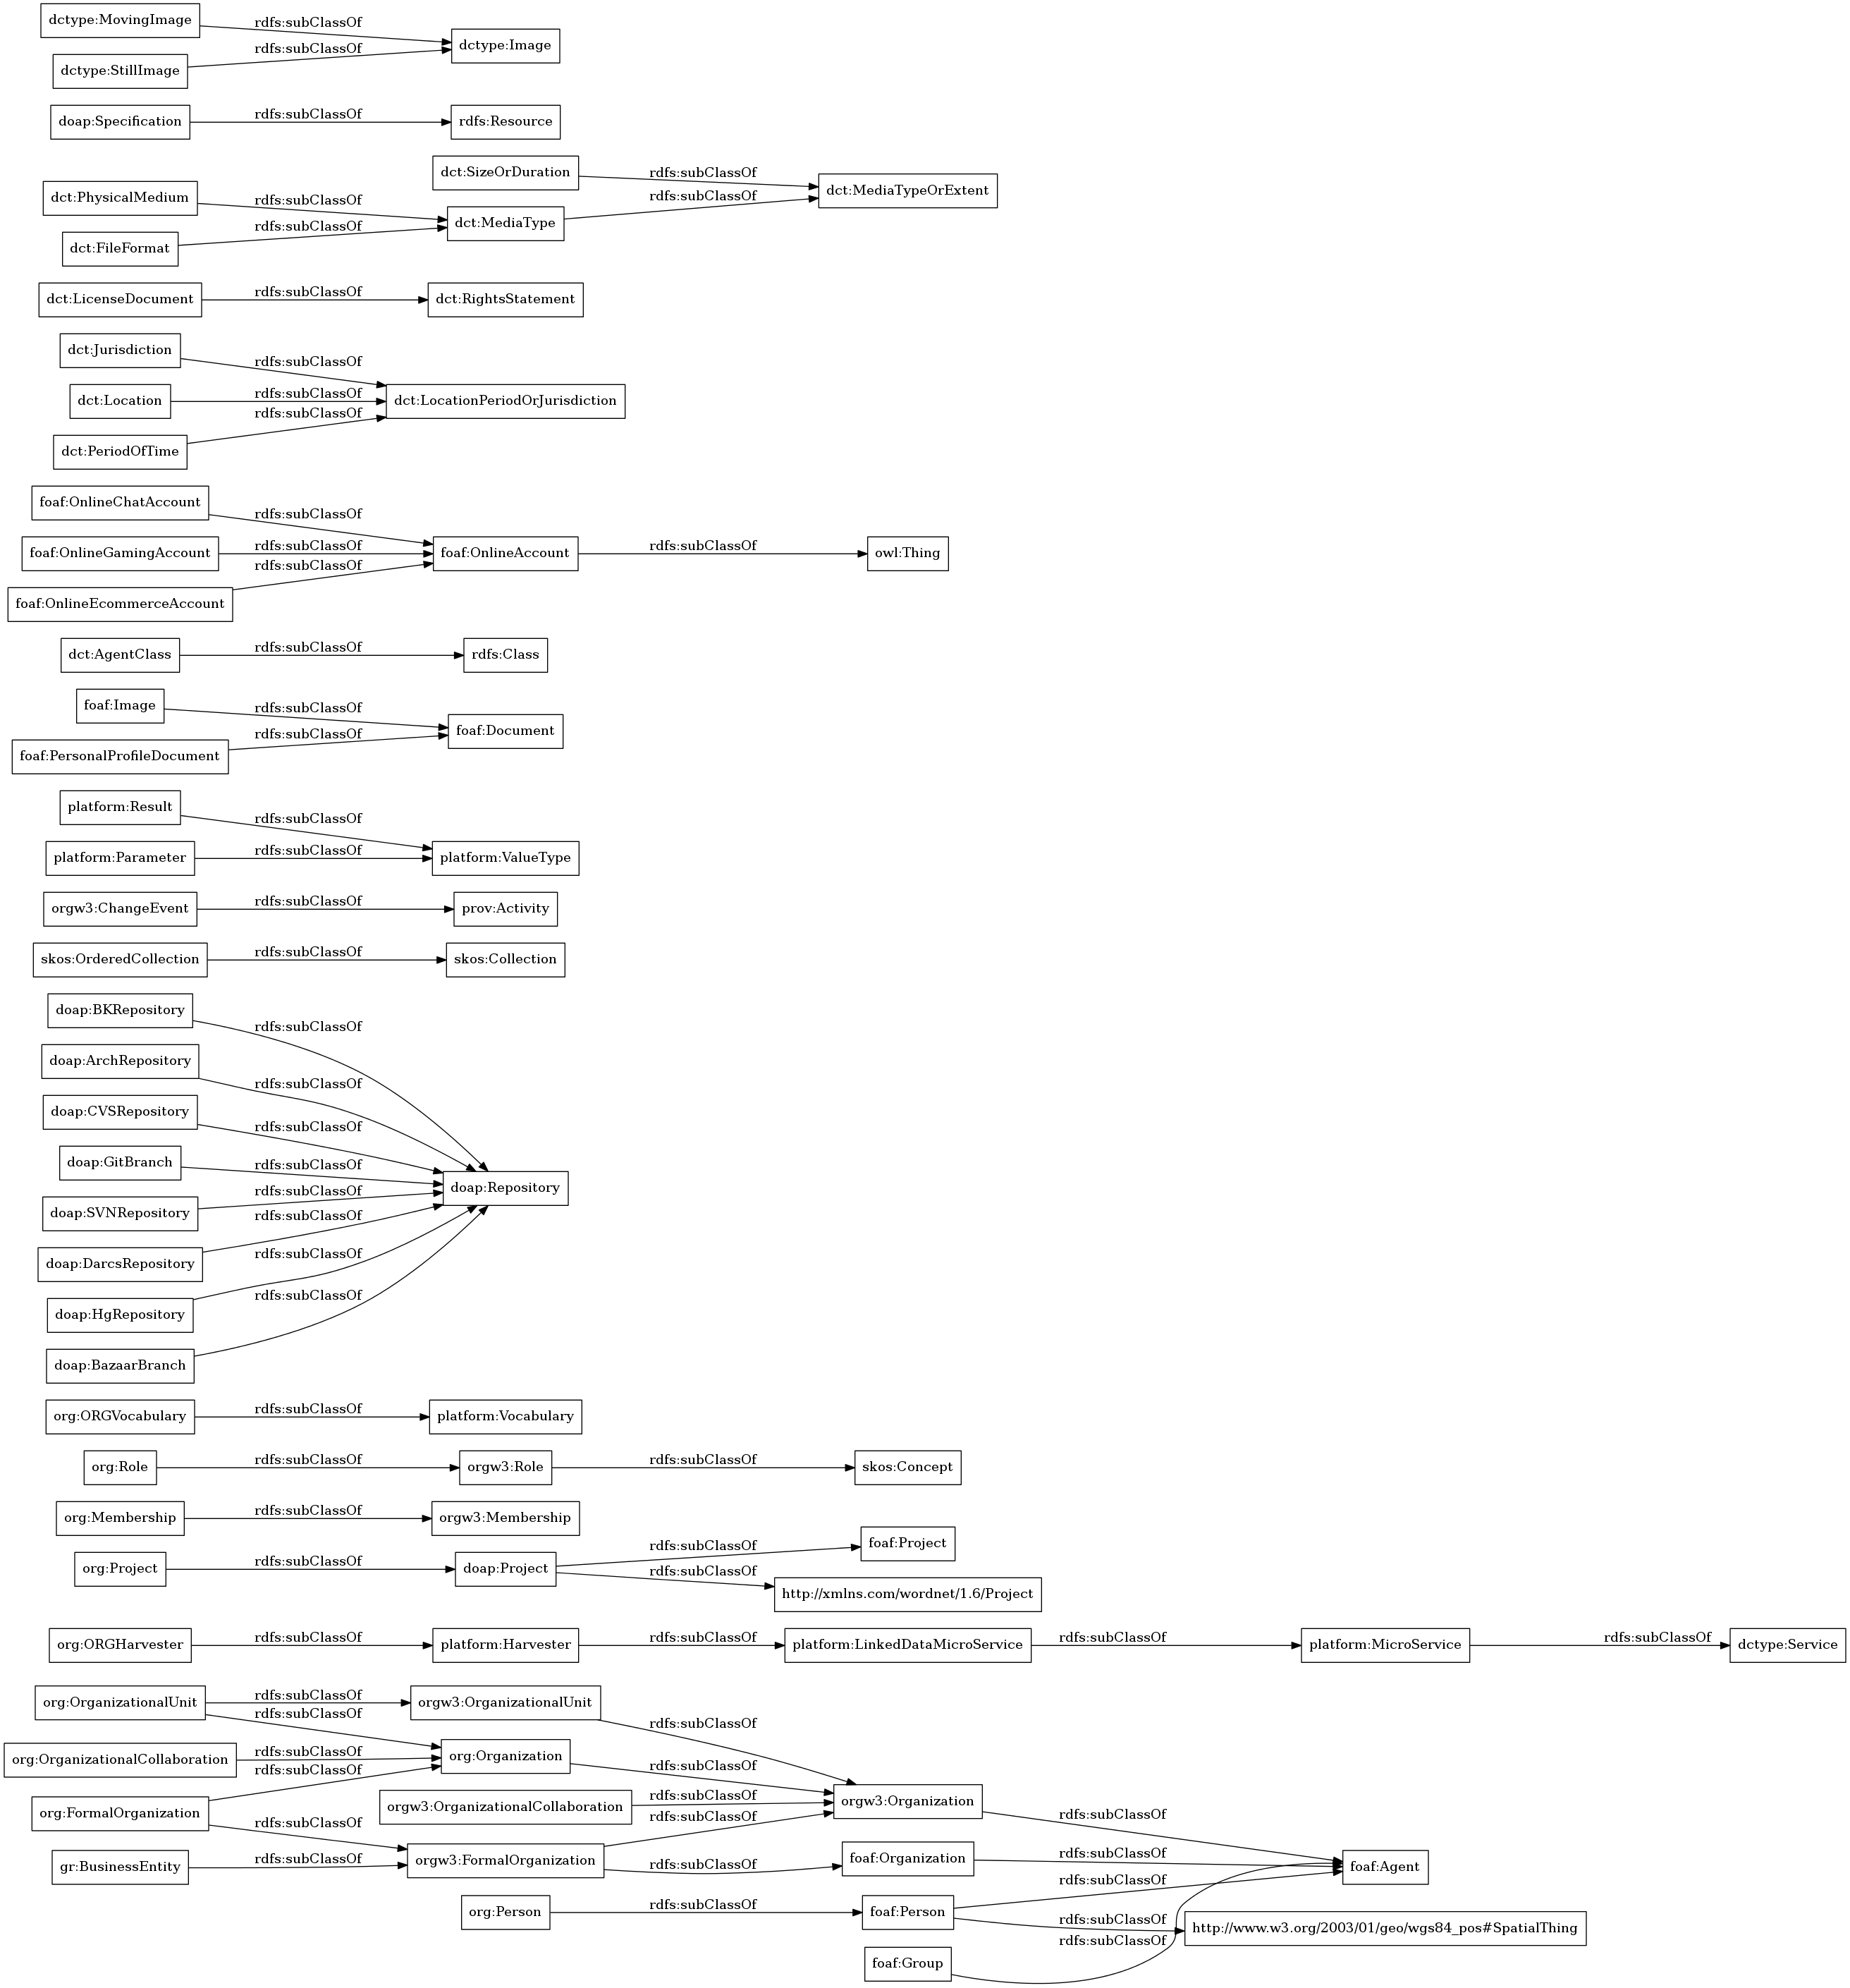 dctype:MovingImage
rdfs:subClassOf
dctype:Image
rdfs:subClassOf
dctype:StillImage
doap:Specification
rdfs:subClassOf
rdfs:Resource
dct:SizeOrDuration
rdfs:subClassOf
dct:MediaTypeOrExtent
dct:PhysicalMedium
rdfs:subClassOf
rdfs:subClassOf
dct:MediaType
rdfs:subClassOf
dct:FileFormat
dct:LicenseDocument
rdfs:subClassOf
dct:RightsStatement
dct:Jurisdiction
rdfs:subClassOf
dct:Location
rdfs:subClassOf
dct:LocationPeriodOrJurisdiction
rdfs:subClassOf
dct:PeriodOfTime
foaf:OnlineChatAccount
rdfs:subClassOf
foaf:OnlineGamingAccount
rdfs:subClassOf
foaf:OnlineAccount
rdfs:subClassOf
owl:Thing
rdfs:subClassOf
foaf:OnlineEcommerceAccount
dct:AgentClass
rdfs:subClassOf
rdfs:Class
foaf:Image
rdfs:subClassOf
foaf:Document
rdfs:subClassOf
foaf:PersonalProfileDocument
platform:Result
rdfs:subClassOf
platform:Parameter
rdfs:subClassOf
platform:ValueType
orgw3:ChangeEvent
rdfs:subClassOf
prov:Activity
skos:OrderedCollection
rdfs:subClassOf
skos:Collection
doap:BKRepository
rdfs:subClassOf
doap:ArchRepository
rdfs:subClassOf
doap:CVSRepository
rdfs:subClassOf
doap:GitBranch
rdfs:subClassOf
doap:Repository
rdfs:subClassOf
doap:SVNRepository
rdfs:subClassOf
doap:DarcsRepository
rdfs:subClassOf
doap:HgRepository
rdfs:subClassOf
doap:BazaarBranch
org:ORGVocabulary
rdfs:subClassOf
platform:Vocabulary
org:Role
rdfs:subClassOf
orgw3:Role
rdfs:subClassOf
skos:Concept
org:Membership
rdfs:subClassOf
orgw3:Membership
org:Project
rdfs:subClassOf
doap:Project
rdfs:subClassOf
foaf:Project
rdfs:subClassOf
http://xmlns.com/wordnet/1.6/Project
org:ORGHarvester
rdfs:subClassOf
platform:Harvester
rdfs:subClassOf
platform:LinkedDataMicroService
rdfs:subClassOf
platform:MicroService
rdfs:subClassOf
dctype:Service
org:OrganizationalUnit
rdfs:subClassOf
orgw3:OrganizationalUnit
rdfs:subClassOf
rdfs:subClassOf
org:OrganizationalCollaboration
rdfs:subClassOf
org:Organization
rdfs:subClassOf
rdfs:subClassOf
orgw3:OrganizationalCollaboration
rdfs:subClassOf
orgw3:Organization
rdfs:subClassOf
org:FormalOrganization
rdfs:subClassOf
rdfs:subClassOf
gr:BusinessEntity
rdfs:subClassOf
orgw3:FormalOrganization
rdfs:subClassOf
foaf:Organization
rdfs:subClassOf
foaf:Agent
rdfs:subClassOf
org:Person
rdfs:subClassOf
foaf:Person
rdfs:subClassOf
http://www.w3.org/2003/01/geo/wgs84_pos#SpatialThing
rdfs:subClassOf
foaf:Group